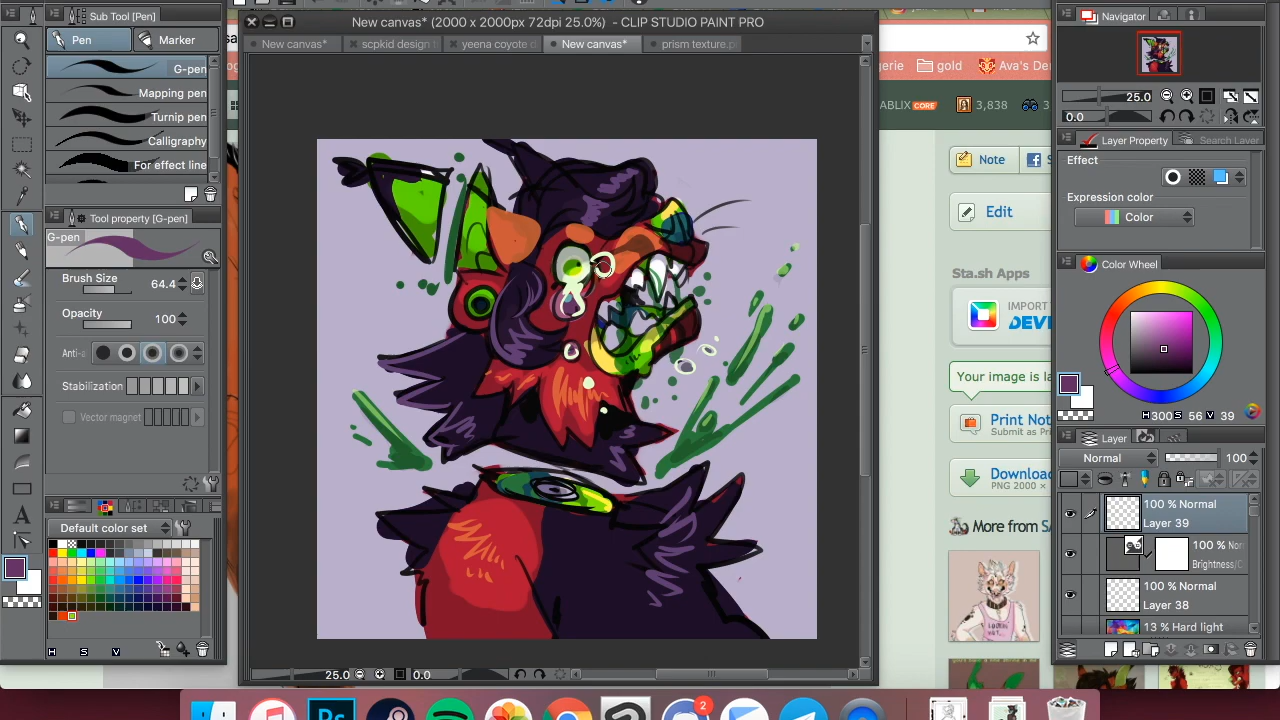 Sub Tool [Pen]
Pen
Marker
G-pen
Mapping pen
Turnip pen
Calligraphy
For effect line
Tool property [G-pen]
G-pen
Brush Size 64.4
Opacity 100
Stabilization
Vector magnet
Default color set
H S V
New canvas* (2000 x 2000px 72dpi 25.0%) - CLIP STUDIO PAINT PRO
New canvas*
scpkid design
yeena coyote d
New canvas*
prism texture.p
25.0
0.0
gold
Ava's De
CORE 3,838
Note
Edit
Sta.sh Apps
IMPORT
Your image is la
Print Not
Submit as Pri
Download
PNG 2000 ×
More from
Navigator
25.0
0.0
Layer Property
Search Layer
Effect
Expression color
Color
Color Wheel
H 300 S 56 V 39
Layer
Normal 100
100 % Normal
Layer 39
100 % Nor
Brightness/C
100 % Normal
Layer 38
13 % Hard light
Ps
2